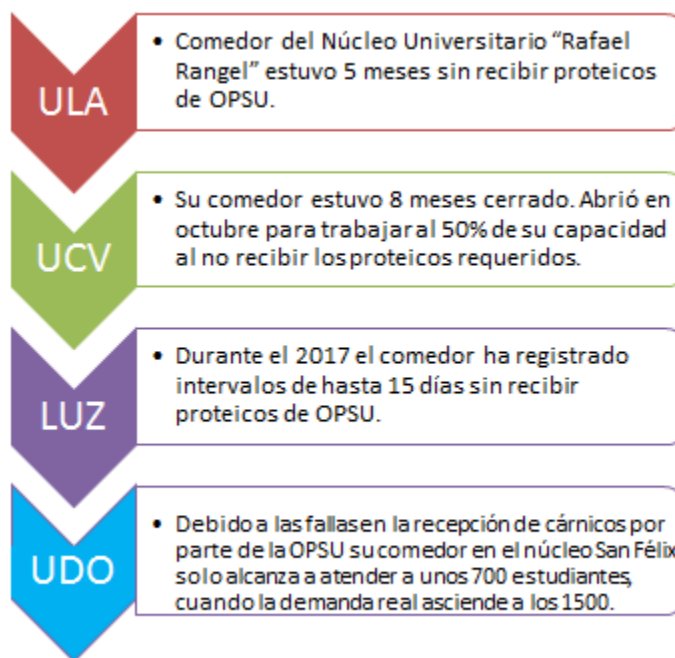 ULA
• Comedor del Núcleo Universitario “Rafael
Rangel” estuvo 5 meses sin recibir proteicos
de OPSU.
UCV
• Su comedor estuvo 8 meses cerrado. Abrió en
octubre para trabajar al 50% de su capacidad
al no recibir los proteicos requeridos.
LUZ
• Durante el 2017 el comedor ha registrado
intervalos de hasta 15 días sin recibir
proteicos de OPSU.
UDO
• Debido a las fallas en la recepción de cárnicos por
parte de la OPSU su comedor en el núcleo San Félix
solo alcanza a atender a unos 700 estudiantes,
cuando la demanda real asciende a los 1500.